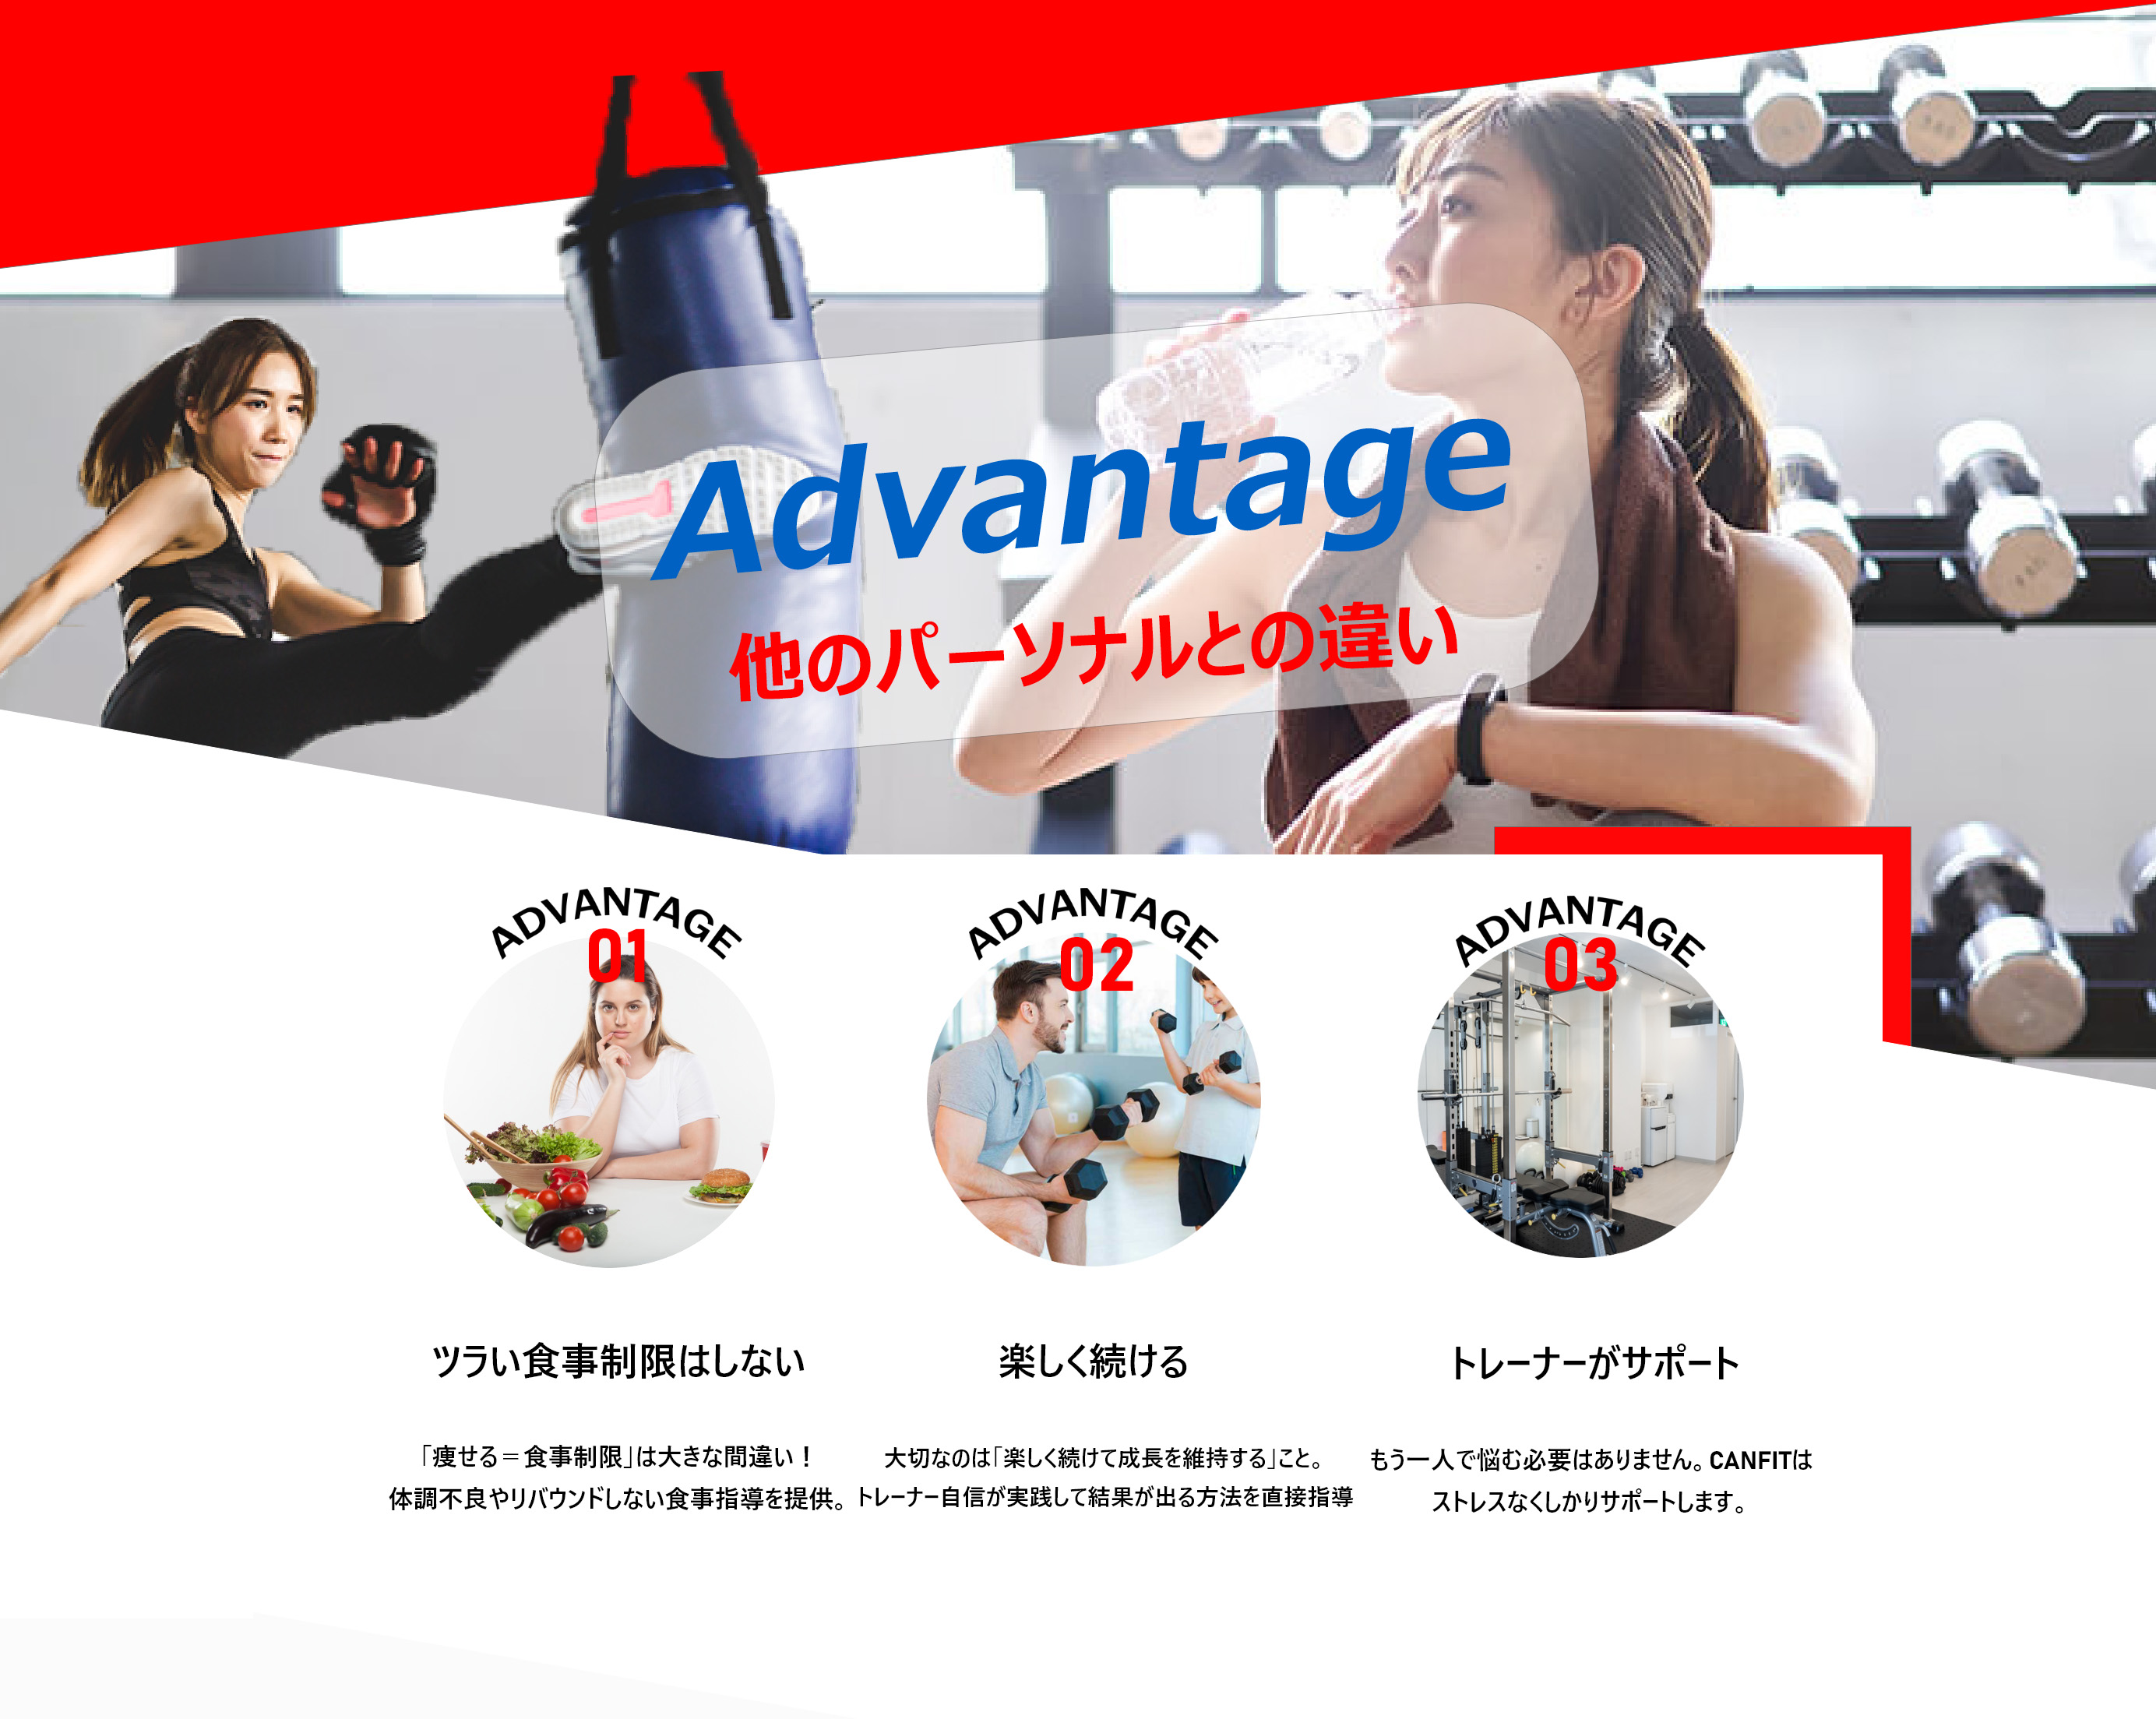 Advantage
他のパーソナルとの違い
ADVANTAGE
01
ADVANTAGE
02
ADVANTAGE
03
ツラい食事制限はしない
「痩せる＝食事制限」は大きな間違い！
体調不良やリバウンドしない食事指導を提供。
楽しく続ける
大切なのは「楽しく続けて成長を維持する」こと。
トレーナー自信が実践して結果が出る方法を直接指導
トレーナーがサポート
もう一人で悩む必要はありません。CANFITは
ストレスなくしかりサポートします。